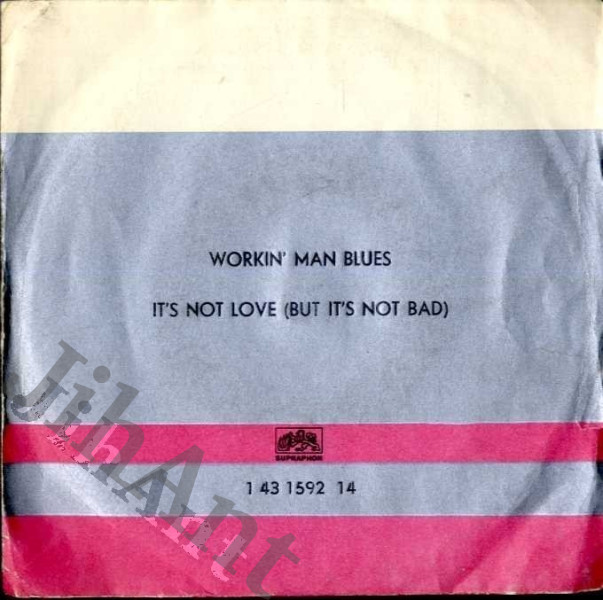 WORKIN' MAN BLUES
IT'S NOT LOVE (BUT IT'S NOT BAD)
SUPRAPHON
1 43 1592 14
JihAnt